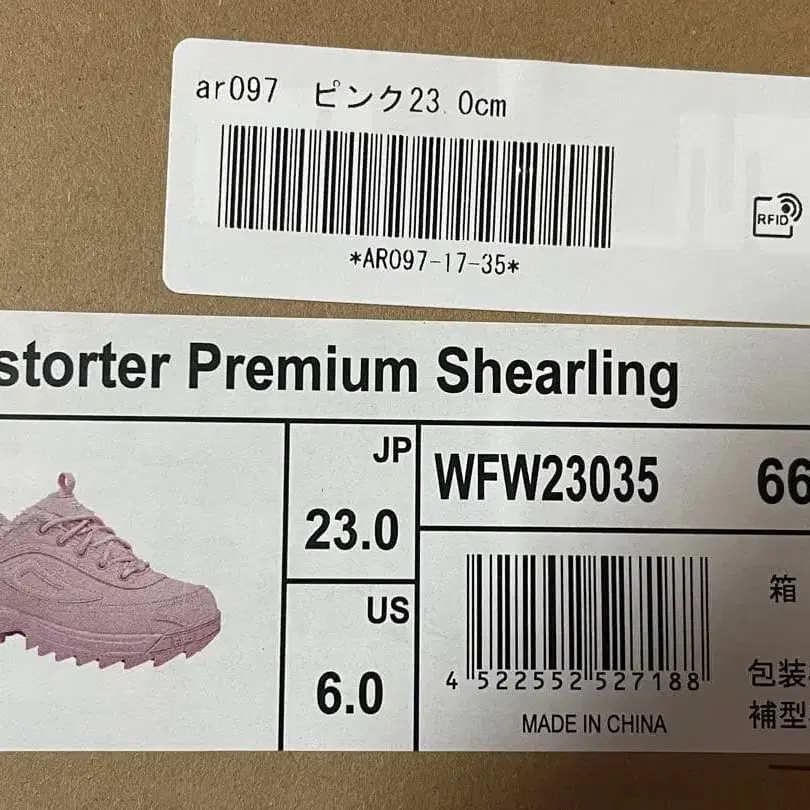 ar097 ピンク23.0cm
*AR097-17-35*
RFID
storter Premium Shearling
JP
23.0
US
6.0
WFW23035 66
4 522552 527188
MADE IN CHINA
箱
包装
補型